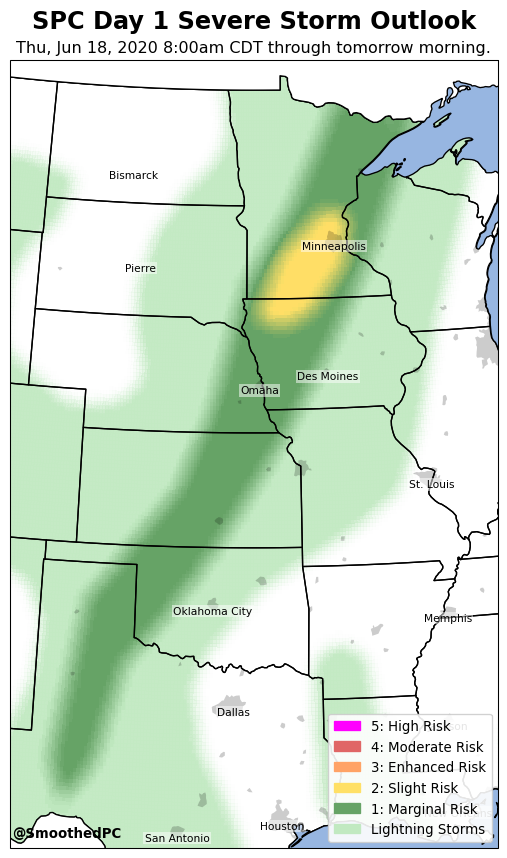 SPC Day 1 Severe Storm Outlook
Thu, Jun 18, 2020 8:00am CDT through tomorrow morning.
Bismarck
Minneapolis
Pierre
Des Moines
Omaha
St. Louis
Oklahoma City
Memphis
Dallas
5: High Risk
4: Moderate Risk
3: Enhanced Risk
2: Slight Risk
1: Marginal Risk
Lightning Storms
Houston
@SmoothedPC
San Antonio